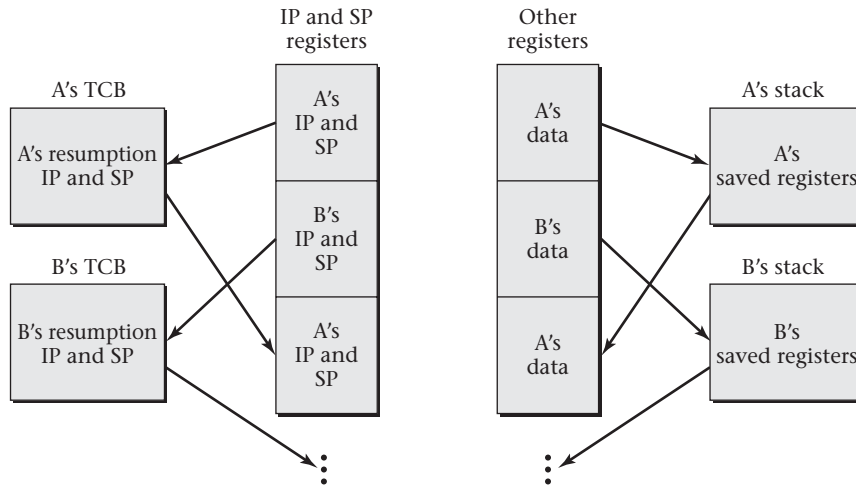 IP and SP
registers
Other
registers
A's TCB
A's resumption
IP and SP
B's TCB
B's resumption
IP and SP
A's
IP and
SP
B's
IP and
SP
A's
IP and
SP
A's
data
B's
data
A's
data
A's stack
A's
saved registers
B's stack
B's
saved registers